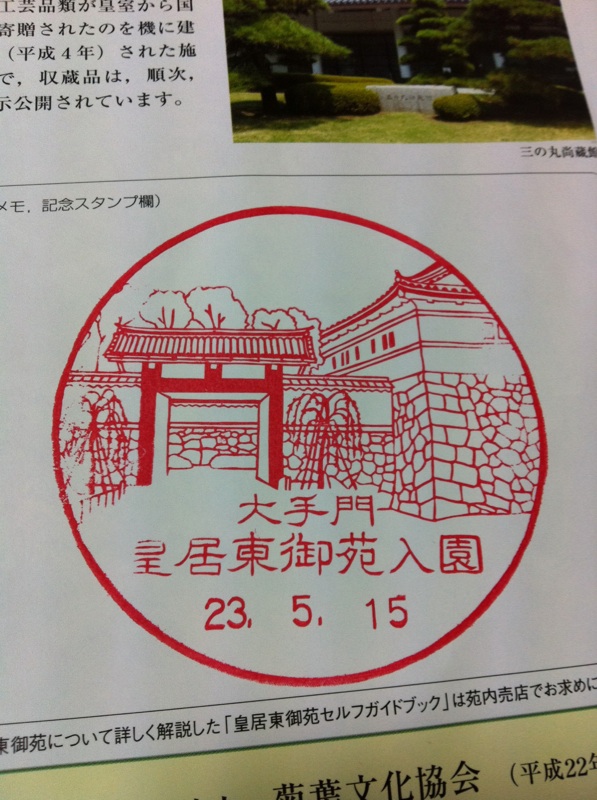 工芸品類が皇室から国
寄贈されたのを機に建
（平成４年）された施
で，収蔵品は，順次，
示公開されています。
三の丸尚蔵館
メモ，記念スタンプ欄）
大手門
皇居東御苑入園
23. 5. 15
東御苑について詳しく解説した「皇居東御苑セルフガイドブック」は苑内売店でお求めに
菊葉文化協会 （平成22年